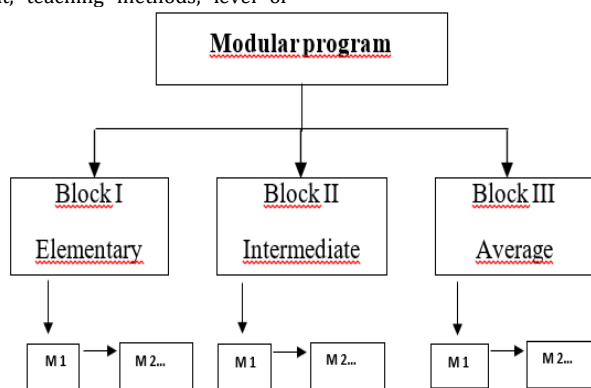 t, teaching methods, level of
Modular program
Block I
Elementary
Block II
Intermediate
Block III
Average
M 1
M 2...
M 1
M 2...
M 1
M 2...